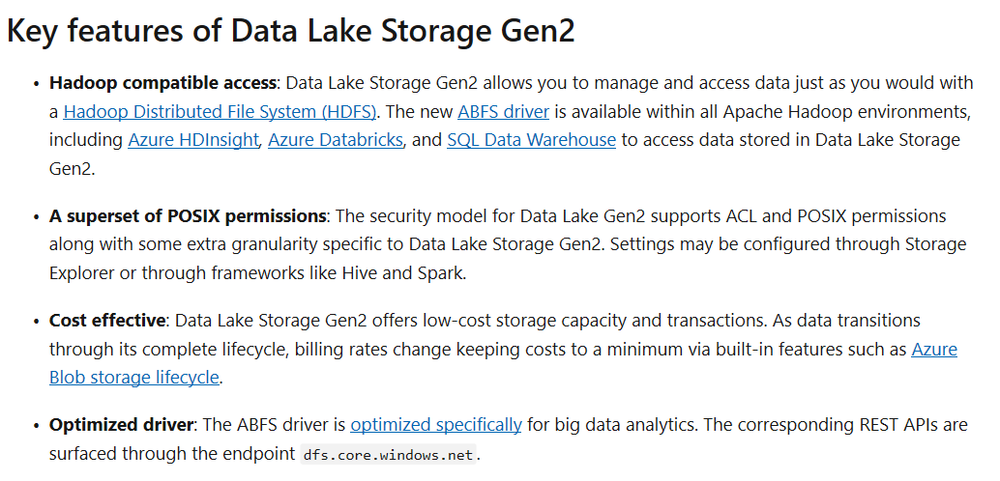 Key features of Data Lake Storage Gen2
• Hadoop compatible access: Data Lake Storage Gen2 allows you to manage and access data just as you would with
a Hadoop Distributed File System (HDFS). The new ABFS driver is available within all Apache Hadoop environments,
including Azure HDInsight, Azure Databricks, and SQL Data Warehouse to access data stored in Data Lake Storage
Gen2.
• A superset of POSIX permissions: The security model for Data Lake Gen2 supports ACL and POSIX permissions
along with some extra granularity specific to Data Lake Storage Gen2. Settings may be configured through Storage
Explorer or through frameworks like Hive and Spark.
• Cost effective: Data Lake Storage Gen2 offers low-cost storage capacity and transactions. As data transitions
through its complete lifecycle, billing rates change keeping costs to a minimum via built-in features such as Azure
Blob storage lifecycle.
• Optimized driver: The ABFS driver is optimized specifically for big data analytics. The corresponding REST APIs are
surfaced through the endpoint dfs.core.windows.net.